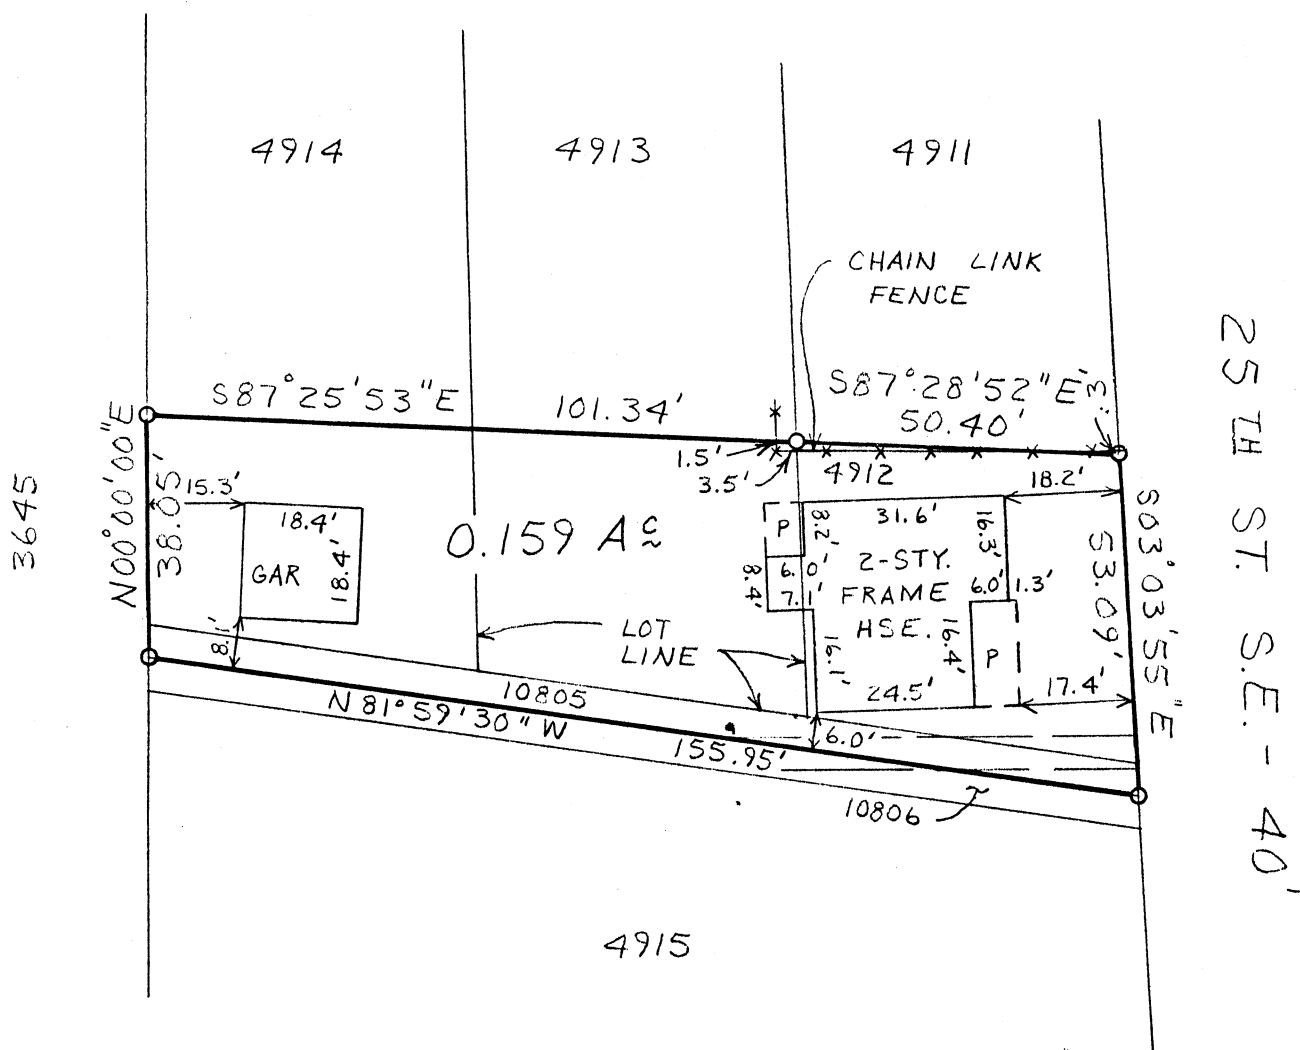 4914
4913
4911
CHAIN LINK
FENCE
S87°25'53"E
101.34'
S87°28'52"E
50.40'
.3'
1.5'
3.5'
4912
18.2'
N00°00'00"E
38.05'
3645
15.3'
18.4'
18.4'
GAR
8.1'
0.159 Ac
P
8.2'
31.6'
16.3'
6.0'
7.1'
8.4'
2-STY.
FRAME
HSE.
6.0'
1.3'
16.1'
16.4'
P
24.5'
17.4'
S03°03'55"E
53.09'
25TH ST. S.E. - 40'
LOT
LINE
10805
N81°59'30"W
155.95'
6.0'
10806
4915